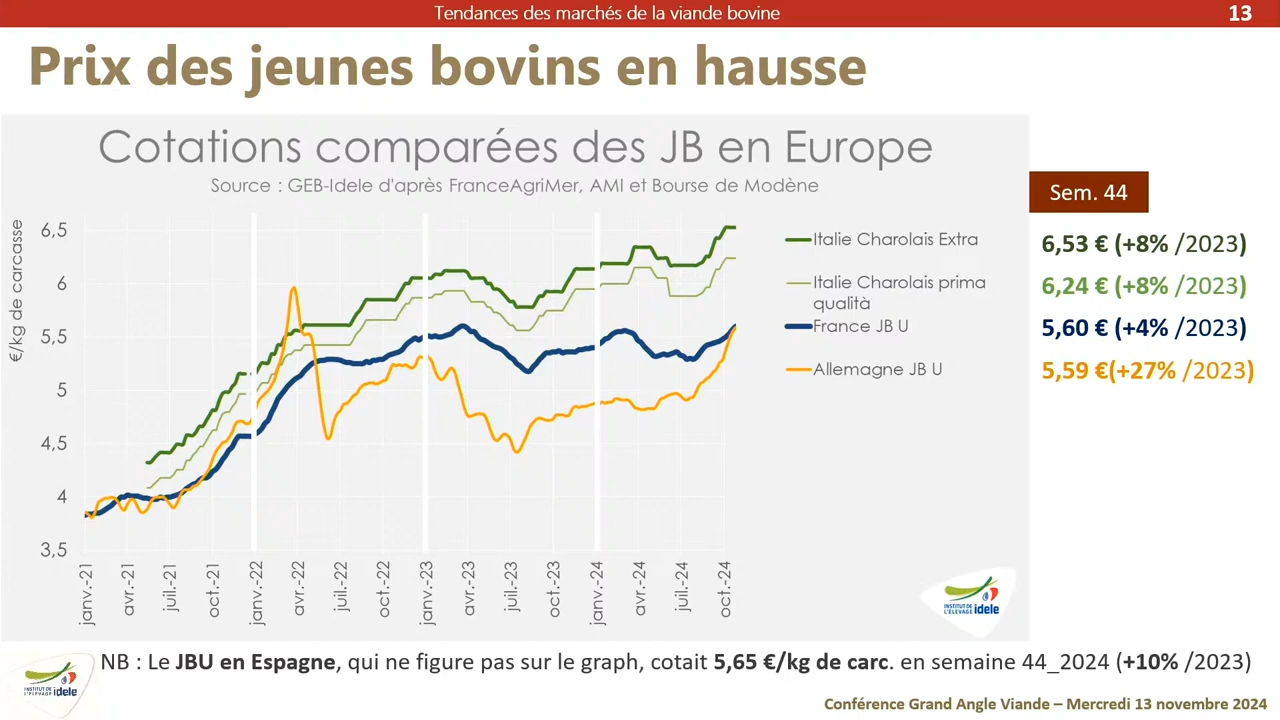 Tendances des marchés de la viande bovine
13
Prix des jeunes bovins en hausse
Cotations comparées des JB en Europe
Source : GEB-Idele d'après FranceAgriMer, AMI et Bourse de Modène
€/kg de carcasse
6,5
6
5,5
5
4,5
4
3,5
janv.-21
avr.-21
juil.-21
oct.-21
janv.-22
avr.-22
juil.-22
oct.-22
janv.-23
avr.-23
juil.-23
oct.-23
janv.-24
avr.-24
juil.-24
oct.-24
Italie Charolais Extra
Italie Charolais prima
qualità
France JB U
Allemagne JB U
Sem. 44
6,53 € (+8% /2023)
6,24 € (+8% /2023)
5,60 € (+4% /2023)
5,59 €(+27% /2023)
INSTITUT DE
L'ÉLEVAGE idele
NB : Le JBU en Espagne, qui ne figure pas sur le graph, cotait 5,65 €/kg de carc. en semaine 44_2024 (+10% /2023)
INSTITUT DE
L'ÉLEVAGE idele
Conférence Grand Angle Viande – Mercredi 13 novembre 2024